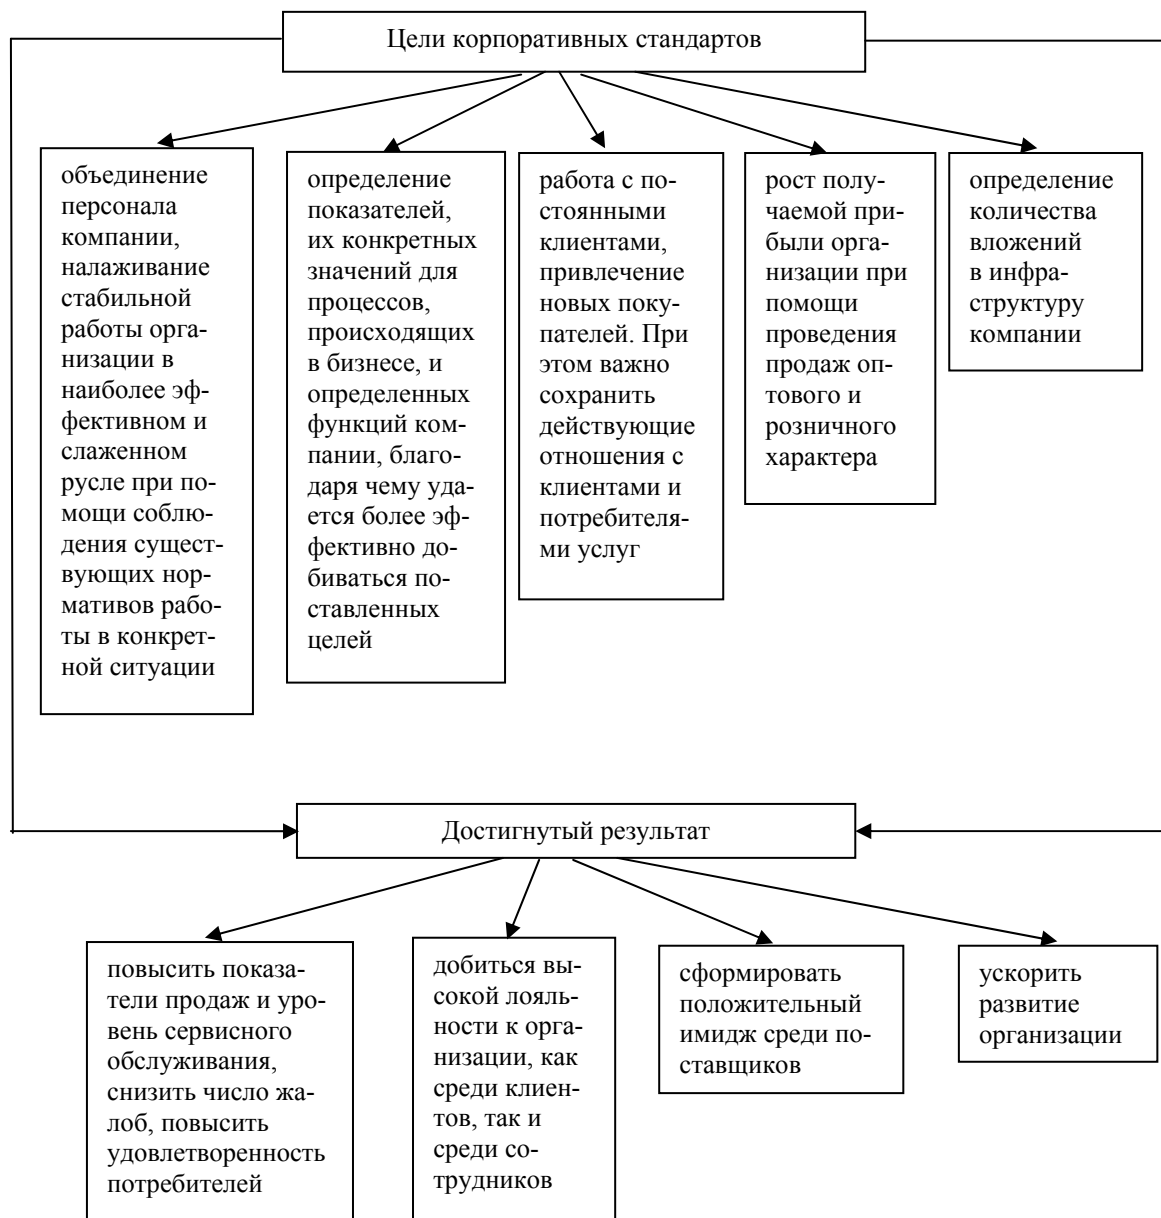 Цели корпоративных стандартов
объединение
персонала
компании,
налаживание
стабильной
работы орга-
низации в
наиболее эф-
фективном и
слаженном
русле при по-
мощи соблю-
дения сущест-
вующих нор-
мативов рабо-
ты в конкрет-
ной ситуации
определение
показателей,
их конкретных
значений для
процессов,
происходящих
в бизнесе, и
определенных
функций ком-
пании, благо-
даря чему уда-
ется более эф-
фективно до-
биваться по-
ставленных
целей
работа с по-
стоянными
клиентами,
привлечение
новых поку-
пателей. При
этом важно
сохранить
действующие
отношения с
клиентами и
потребителя-
ми услуг
рост полу-
чаемой при-
были орга-
низации при
помощи
проведения
продаж оп-
тового и
розничного
характера
определение
количества
вложений
в инфра-
структуру
компании
Достигнутый результат
повысить показа-
тели продаж и уро-
вень сервисного
обслуживания,
снизить число жа-
лоб, повысить
удовлетворенность
потребителей
добиться вы-
сокой лояль-
ности к орга-
низации, как
среди клиен-
тов, так и
среди со-
трудников
сформировать
положительный
имидж среди по-
ставщиков
ускорить
развитие
организации